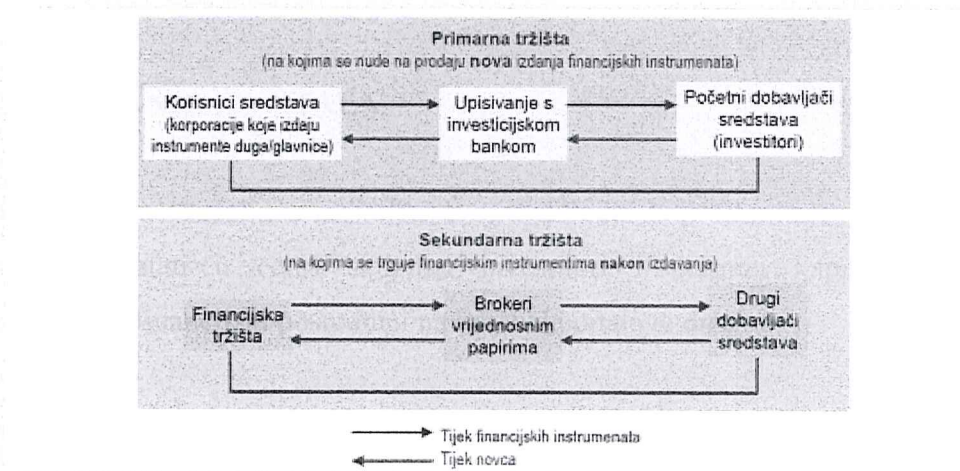 Primarna tržišta
(na kojima se nude na prodaju nova izdanja financijskih instrumenata)
Korisnici sredstava
(korporacije koje izdaju
instrumente duga/glavnice)
Upisivanje s
investicijskom
bankom
Početni dobavljači
sredstava
(investitori)
Sekundarna tržišta
(na kojima se trguje financijskim instrumentima nakon izdavanja)
Financijska
tržišta
Brokeri
vrijednosnim
papirima
Drugi
dobavljači
sredstava
Tijek financijskih instrumenata
Tijek novca